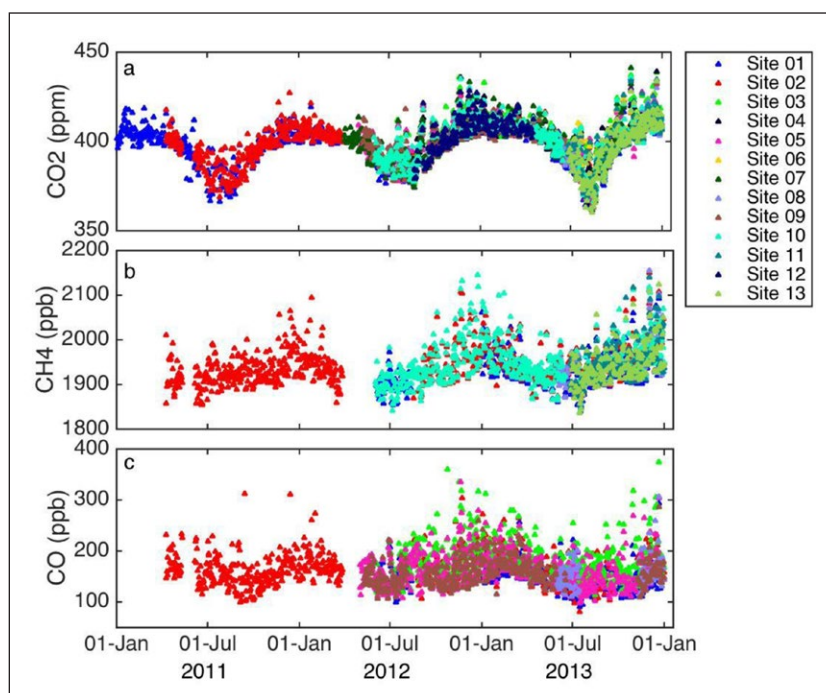 a
450
400
350
CO2 (ppm)
b
2200
2100
2000
1900
1800
CH4 (ppb)
c
400
300
200
100
CO (ppb)
01-Jan 01-Jul 01-Jan 01-Jul 01-Jan 01-Jul 01-Jan
2011 2012 2013
Site 01
Site 02
Site 03
Site 04
Site 05
Site 06
Site 07
Site 08
Site 09
Site 10
Site 11
Site 12
Site 13